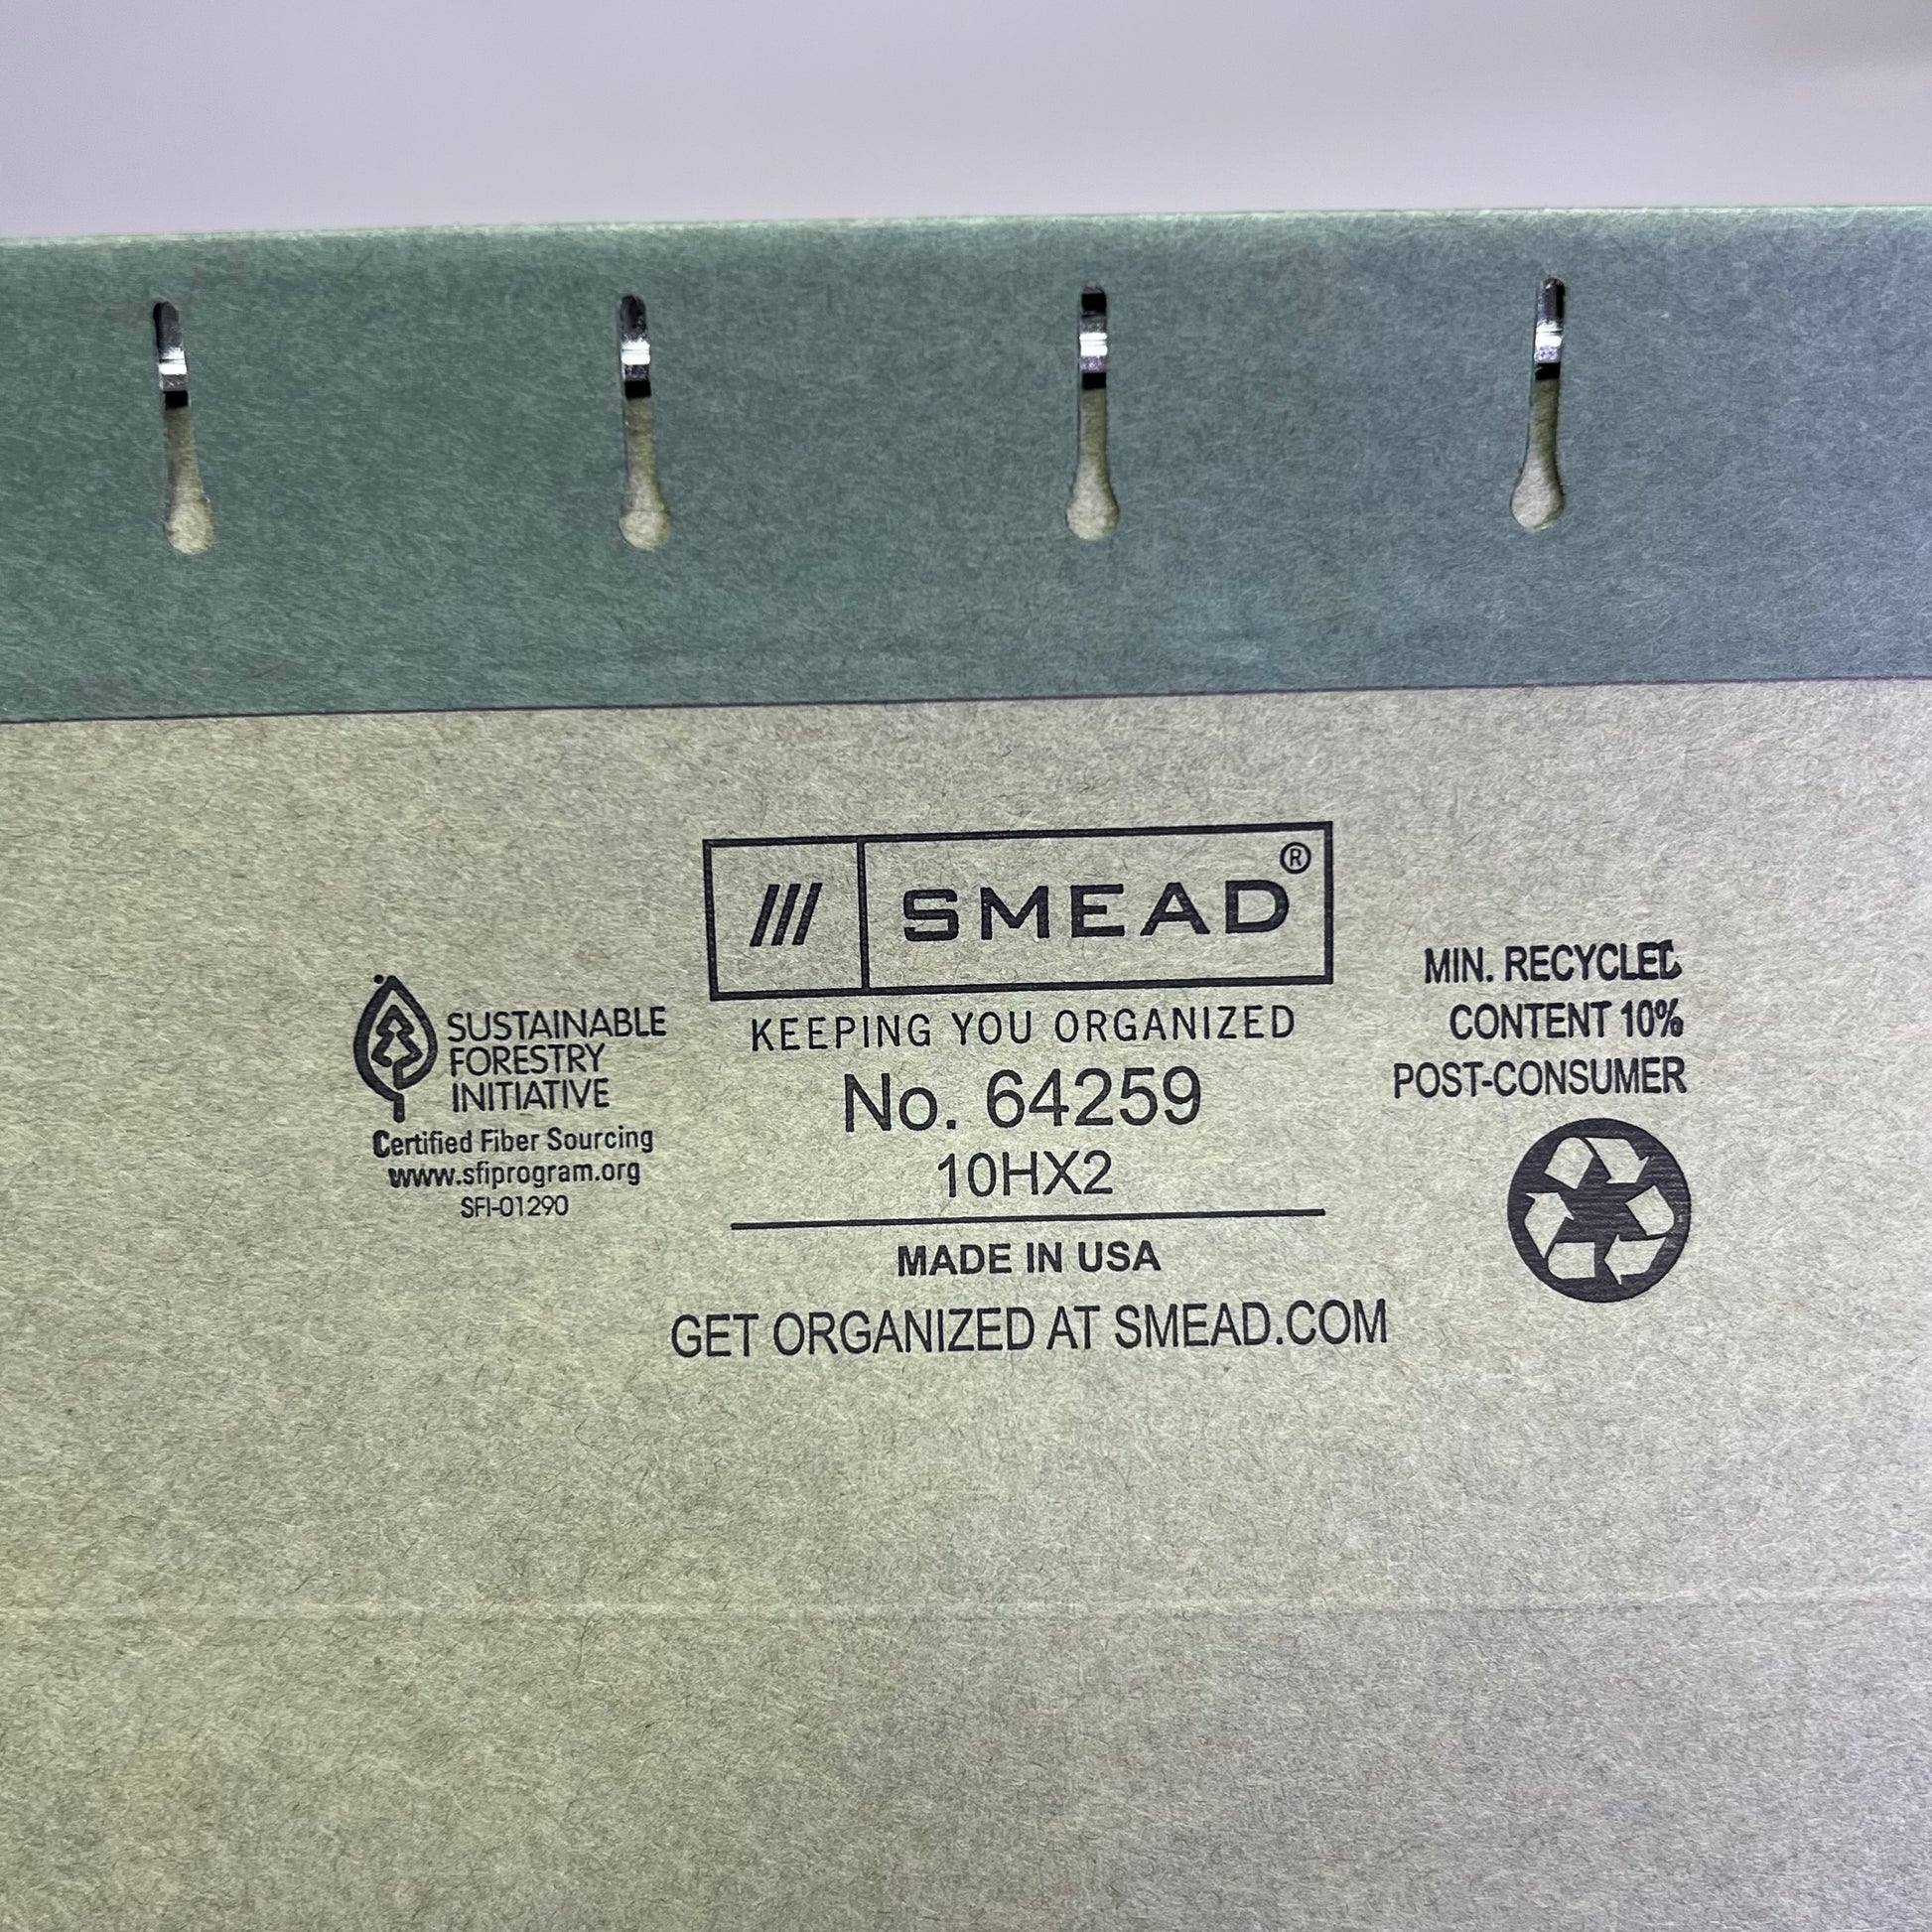 SMEAD®
KEEPING YOU ORGANIZED
No. 64259
10HX2
MADE IN USA
GET ORGANIZED AT SMEAD.COM
SUSTAINABLE
FORESTRY
INITIATIVE
Certified Fiber Sourcing
www.sfiprogram.org
SFI-01290
MIN. RECYCLED
CONTENT 10%
POST-CONSUMER